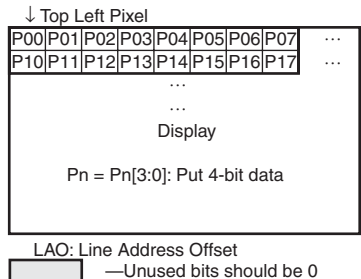 ↓ Top Left Pixel
P00 P01 P02 P03 P04 P05 P06 P07 ...
P10 P11 P12 P13 P14 P15 P16 P17 ...
...
...
Display
Pn = Pn[3:0]: Put 4-bit data
LAO: Line Address Offset
—Unused bits should be 0